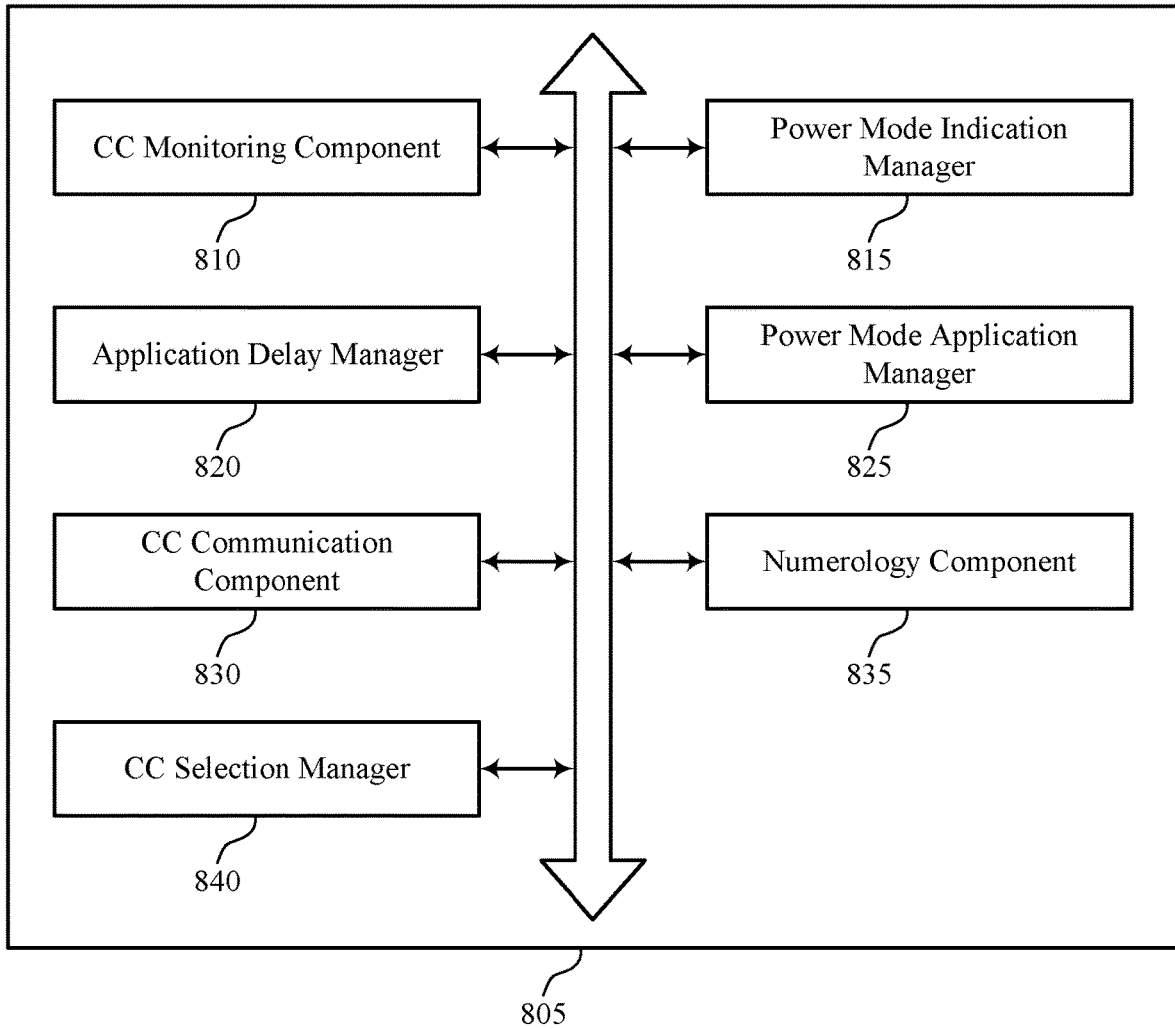 CC Monitoring Component
810
Power Mode Indication
Manager
815
Application Delay Manager
820
Power Mode Application
Manager
825
CC Communication
Component
830
Numerology Component
835
CC Selection Manager
840
805